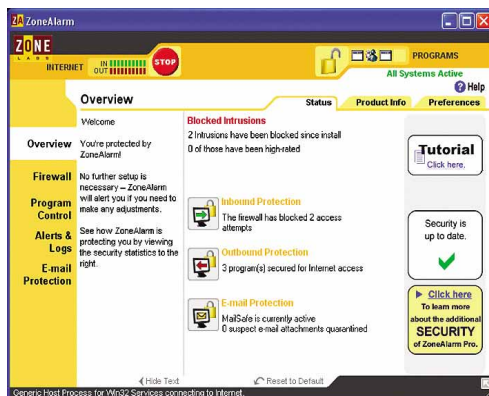 ZA ZoneAlarm
ZONE
LABS
INTERNET
IN
OUT
STOP
PROGRAMS
All Systems Active
Help
Overview
Status
Product Info
Preferences
Overview
Firewall
Program
Control
Alerts &
Logs
E-mail
Protection
Welcome
You're protected by
ZoneAlarm!
No further setup is
necessary – ZoneAlarm
will alert you if you need to
make any adjustments.
See how ZoneAlarm is
protecting you by viewing
the security statistics to the
right.
Blocked Intrusions
2 Intrusions have been blocked since install
0 of those have been high-rated
Inbound Protection
The firewall has blocked 2 access
attempts
Outbound Protection
3 program(s) secured for Internet access
E-mail Protection
MailSafe is currently active
0 suspect e-mail attachments quarantined
Tutorial
Click here.
Security is
up to date.
Click here
To learn more
about the additional
SECURITY
of ZoneAlarm Pro.
Hide Text
Reset to Default
Generic Host Process for Win32 Services connecting to Internet.